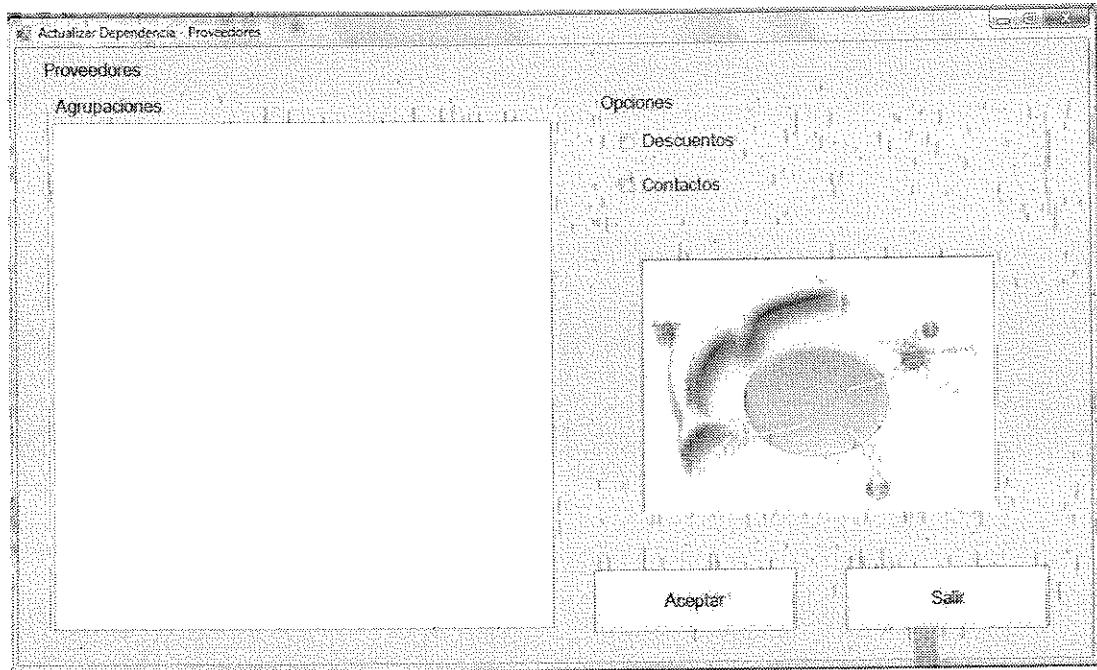 Actualizar Dependencia - Proveedores
Proveedores
Agrupaciones
Opciones
Descuentos
Contactos
Aceptar
Salir